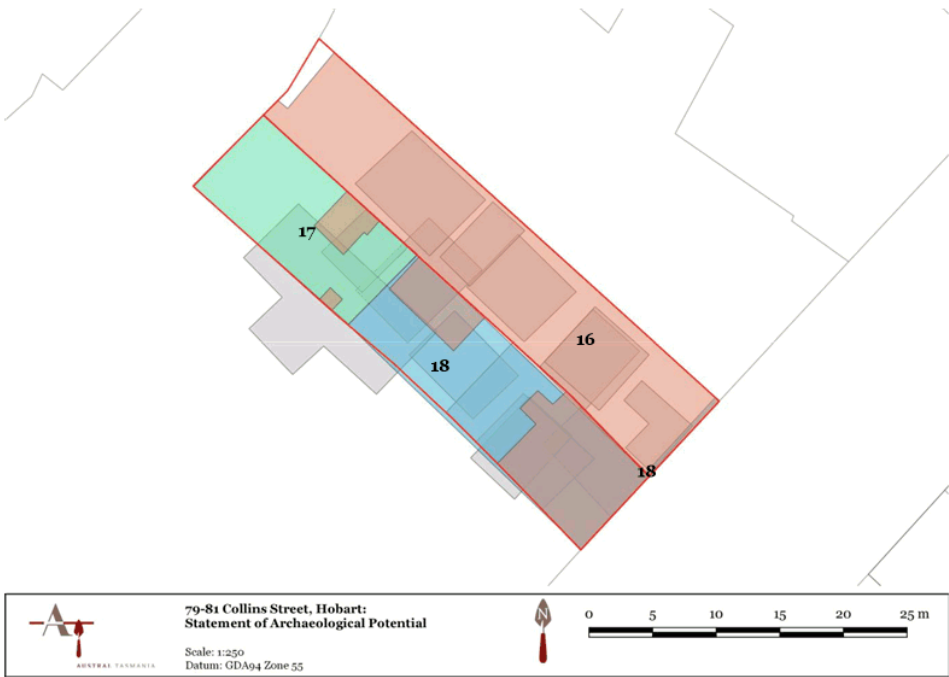 17
16
18
18
A
AUSTRAL TASMANIA
79-81 Collins Street, Hobart:
Statement of Archaeological Potential
Scale: 1:250
Datum: GDA94 Zone 55
N
0 5 10 15 20 25 m